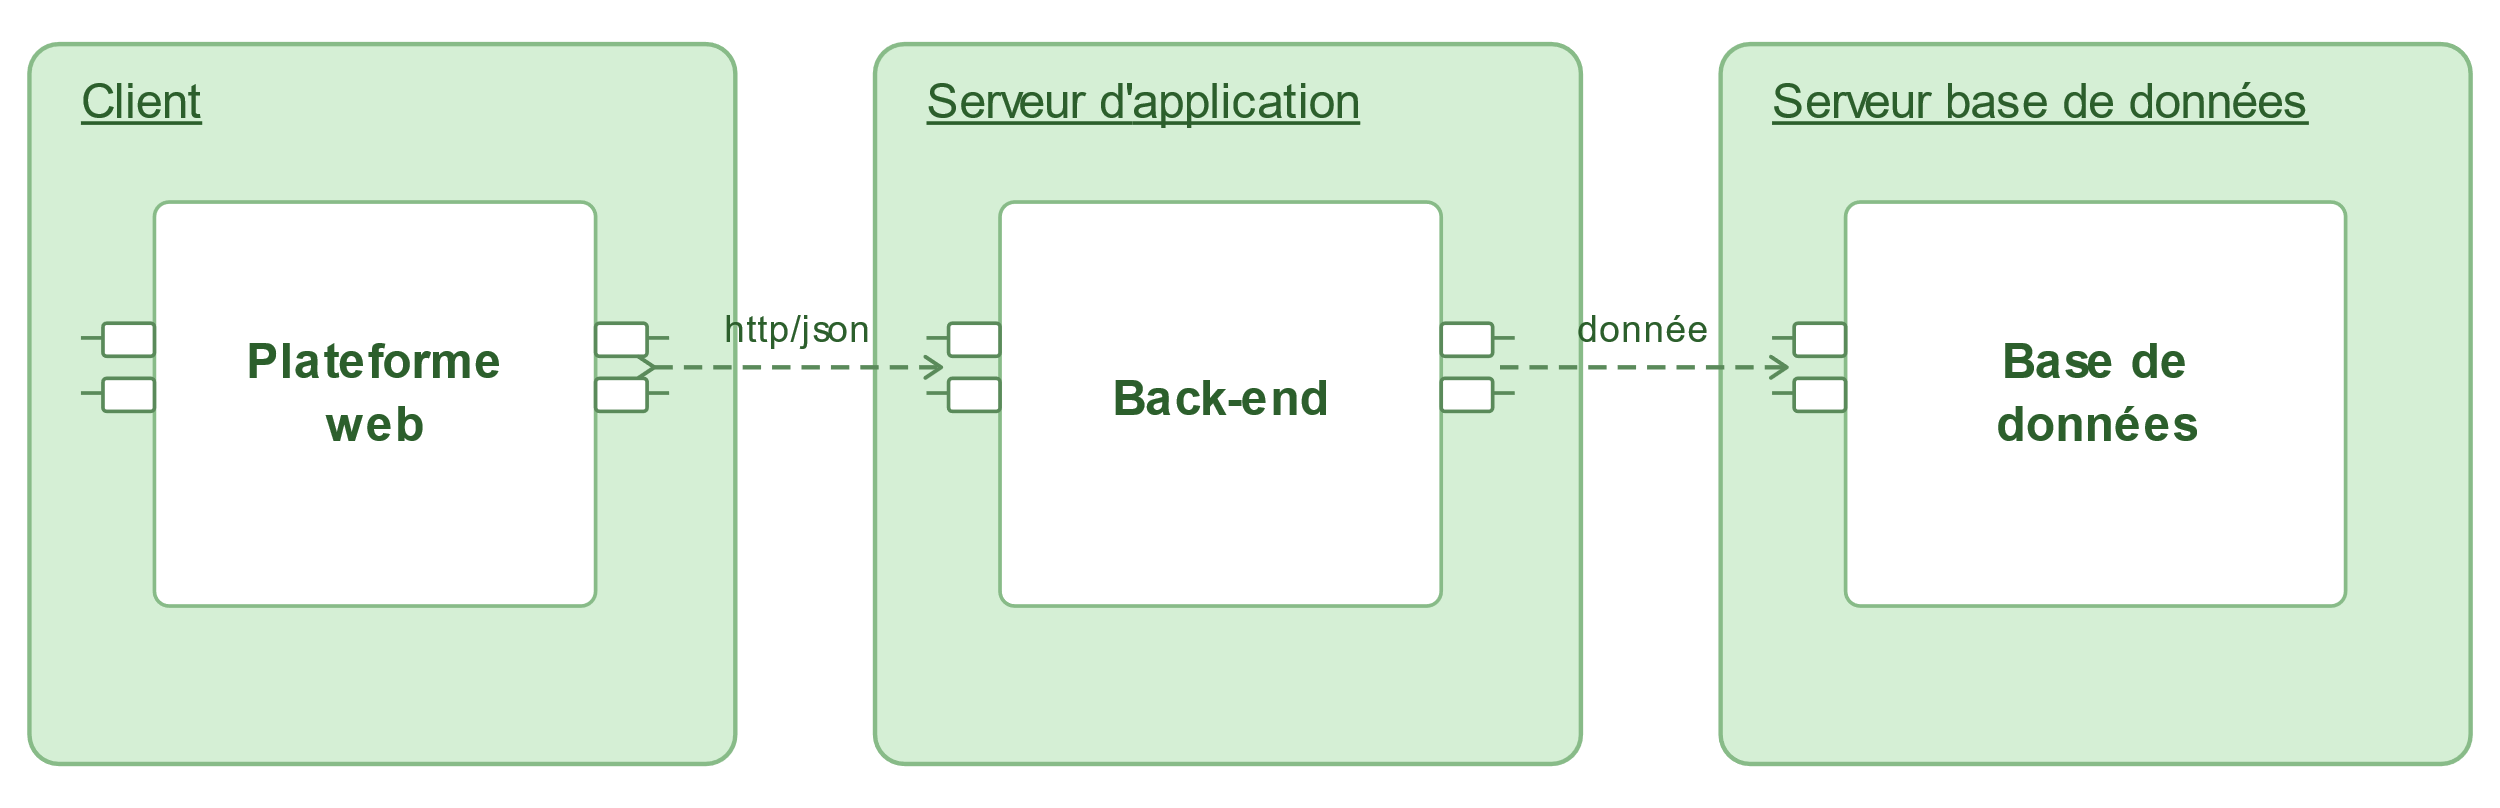 Client
Serveur d'application
Serveur base de données
http/json
donnée
Plateforme
web
Back-end
Base de
données